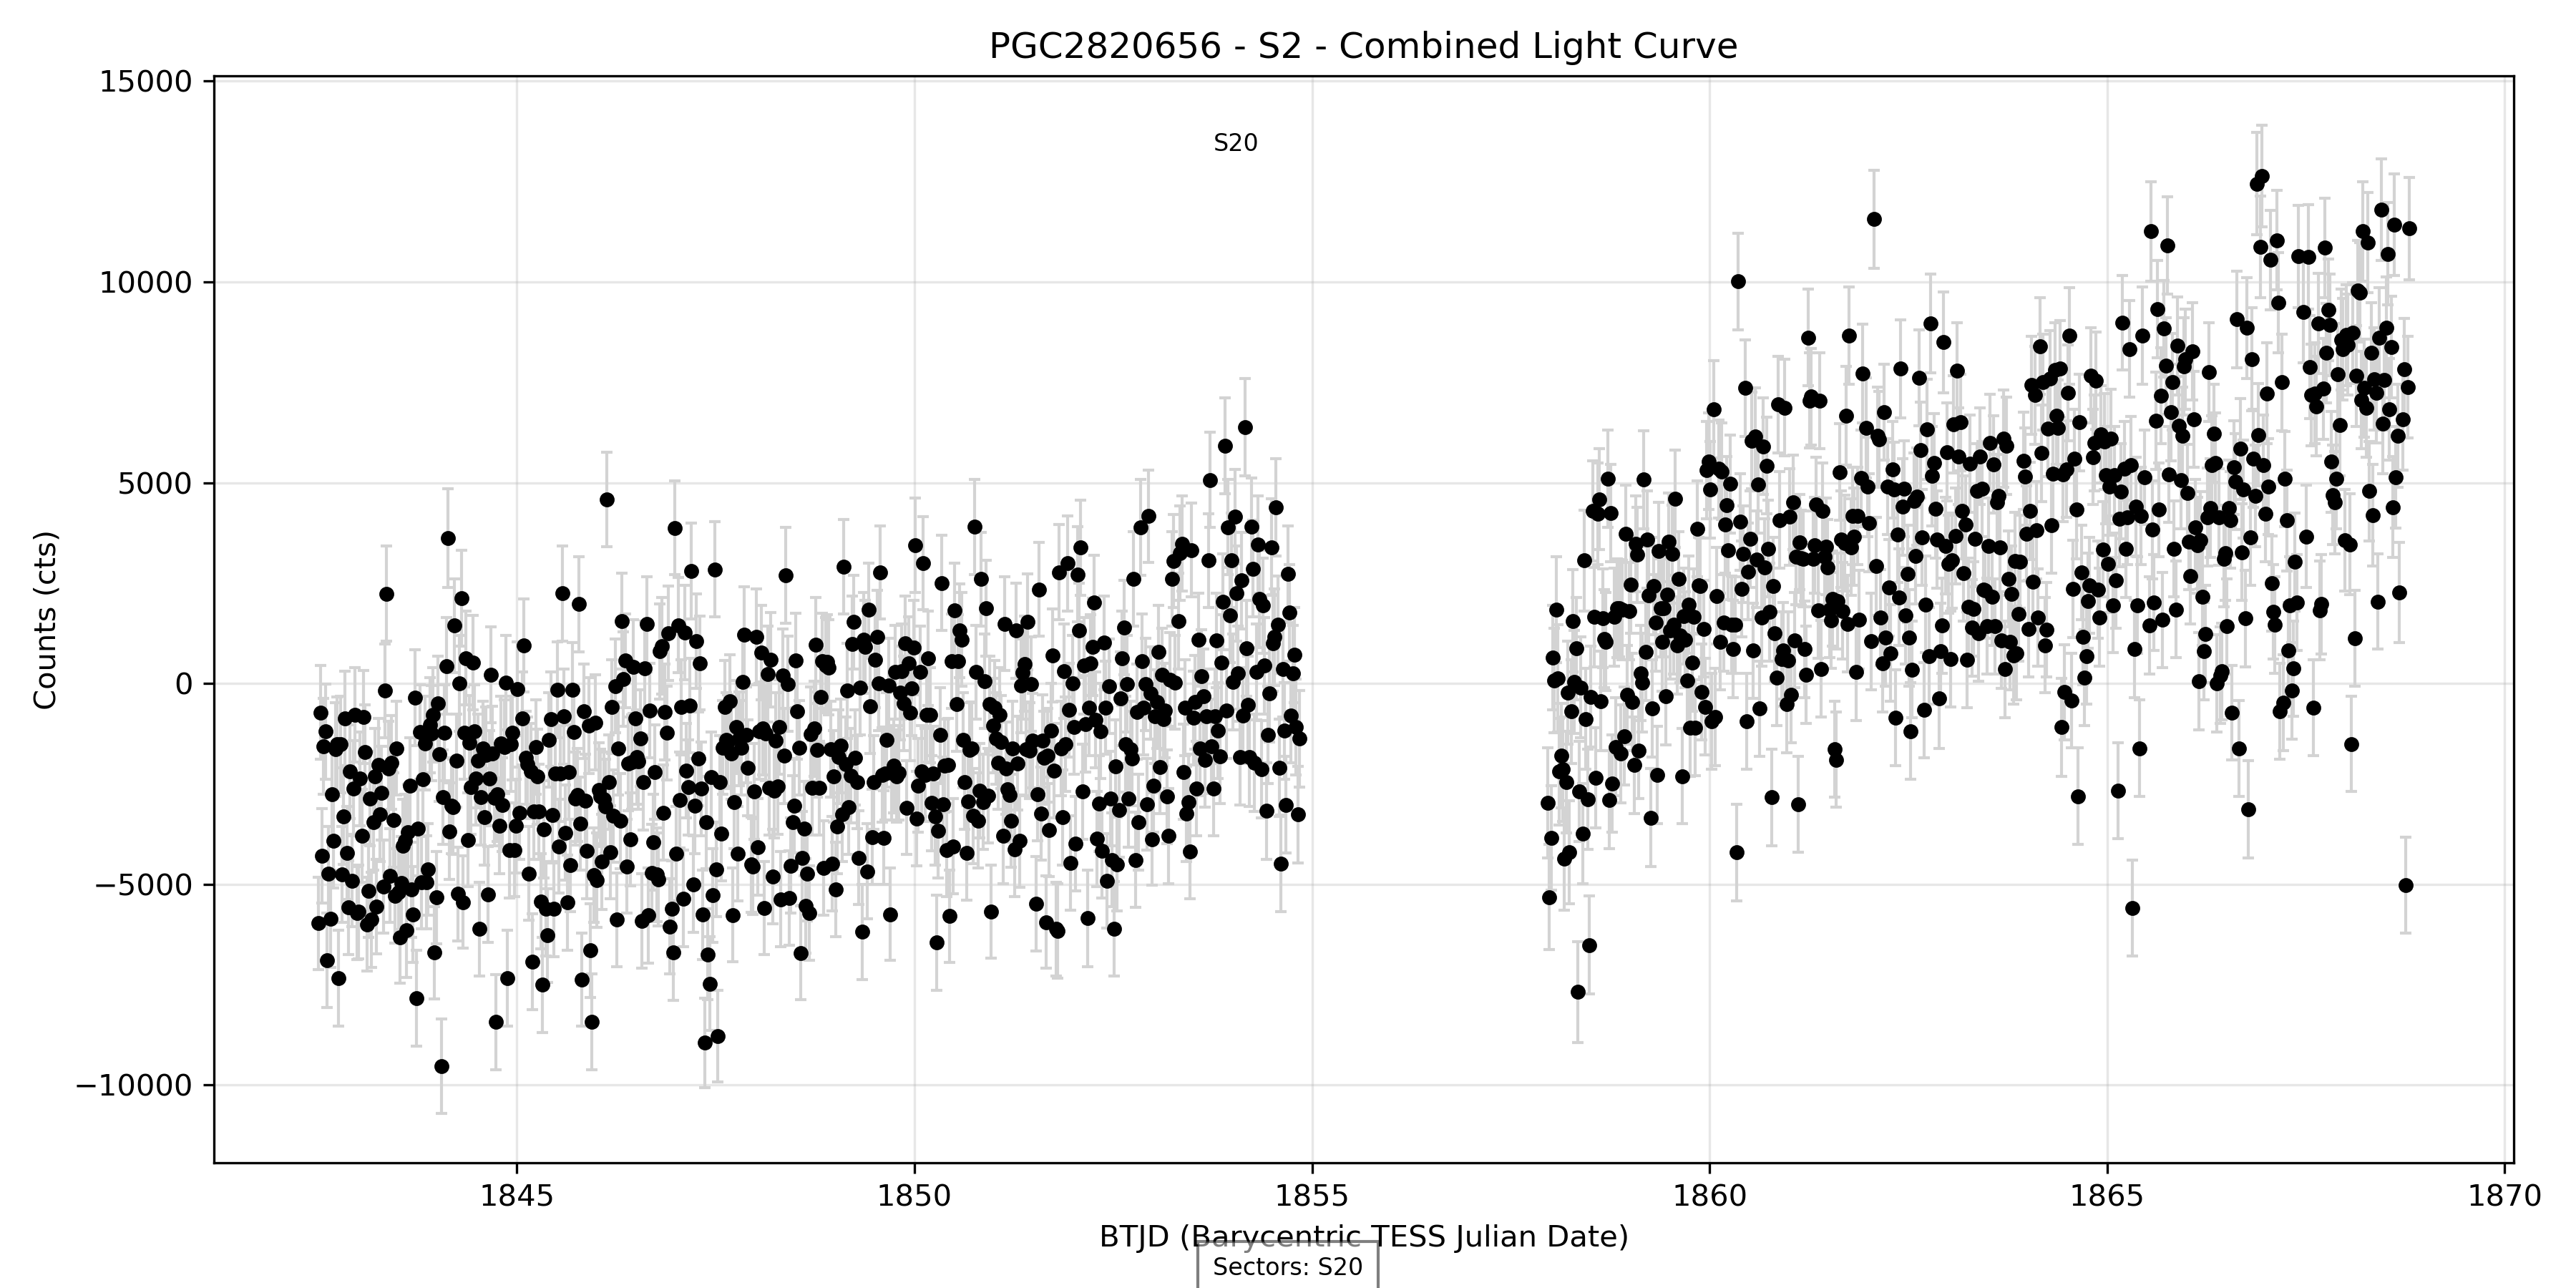 PGC2820656 - S2 - Combined Light Curve
15000
10000
5000
0
−5000
−10000
Counts (cts)
S20
1845
1850
1855
1860
1865
1870
BTJD (Barycentric TESS Julian Date)
Sectors: S20